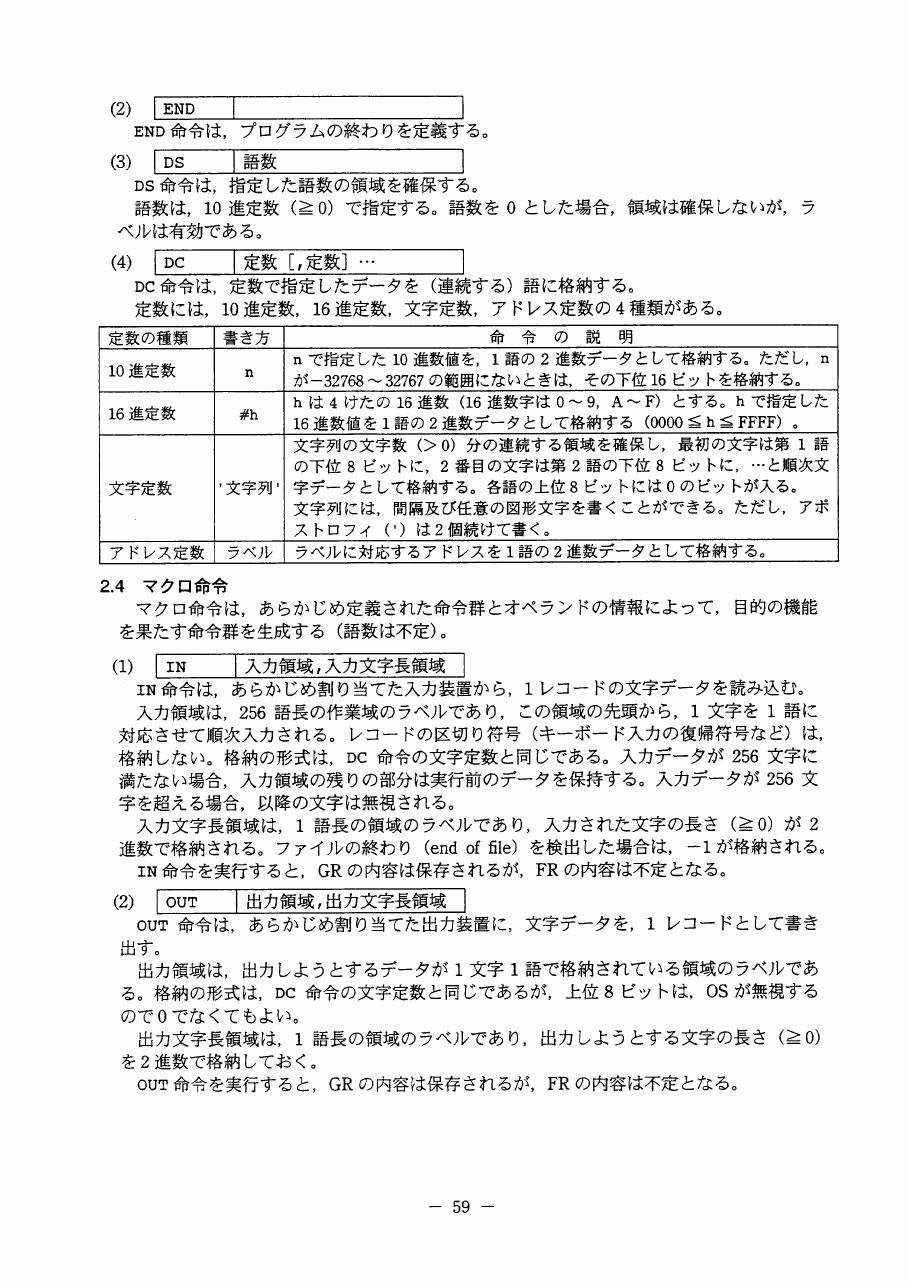 (2) END
END 命令は，プログラムの終わりを定義する。
(3) DS 語数
DS 命令は，指定した語数の領域を確保する。
語数は，10 進定数（≧0）で指定する。語数を 0 とした場合，領域は確保しないが，ラ
ベルは有効である。
(4) DC 定数 [,定数] …
DC 命令は，定数で指定したデータを（連続する）語に格納する。
定数には，10 進定数，16 進定数，文字定数，アドレス定数の 4 種類がある。
定数の種類 書き方 命 令 の 説 明
10 進定数 n n で指定した 10 進数値を，1 語の 2 進数データとして格納する。ただし，n
が－32768 ～ 32767 の範囲にないときは，その下位 16 ビットを格納する。
16 進定数 #h h は 4 けたの 16 進数（16 進数字は 0 ～ 9，A ～ F）とする。h で指定した
16 進数値を 1 語の 2 進数データとして格納する（0000 ≦ h ≦ FFFF）。
文字定数 '文字列' 文字列の文字数（＞0）分の連続する領域を確保し，最初の文字は第 1 語
の下位 8 ビットに，2 番目の文字は第 2 語の下位 8 ビットに，…と順次文
字データとして格納する。各語の上位 8 ビットには 0 のビットが入る。
文字列には，間隔及び任意の図形文字を書くことができる。ただし，アポ
ストロフィ（'）は 2 個続けて書く。
アドレス定数 ラベル ラベルに対応するアドレスを 1 語の 2 進数データとして格納する。
2.4 マクロ命令
マクロ命令は，あらかじめ定義された命令群とオペランドの情報によって，目的の機能
を果たす命令群を生成する（語数は不定）。
(1) IN 入力領域,入力文字長領域
IN 命令は，あらかじめ割り当てた入力装置から，1 レコードの文字データを読み込む。
入力領域は，256 語長の作業域のラベルであり，この領域の先頭から，1 文字を 1 語に
対応させて順次入力される。レコードの区切り符号（キーボード入力の復帰符号など）は，
格納しない。格納の形式は，DC 命令の文字定数と同じである。入力データが 256 文字に
満たない場合，入力領域の残りの部分は実行前のデータを保持する。入力データが 256 文
字を超える場合，以降の文字は無視される。
入力文字長領域は，1 語長の領域のラベルであり，入力された文字の長さ（≧0）が 2
進数で格納される。ファイルの終わり（end of file）を検出した場合は，－1 が格納される。
IN 命令を実行すると，GR の内容は保存されるが，FR の内容は不定となる。
(2) OUT 出力領域,出力文字長領域
OUT 命令は，あらかじめ割り当てた出力装置に，文字データを，1 レコードとして書き
出す。
出力領域は，出力しようとするデータが 1 文字 1 語で格納されている領域のラベルであ
る。格納の形式は，DC 命令の文字定数と同じであるが，上位 8 ビットは，OS が無視する
ので 0 でなくてもよい。
出力文字長領域は，1 語長の領域のラベルであり，出力しようとする文字の長さ（≧0）
を 2 進数で格納しておく。
OUT 命令を実行すると，GR の内容は保存されるが，FR の内容は不定となる。
－ 59 －